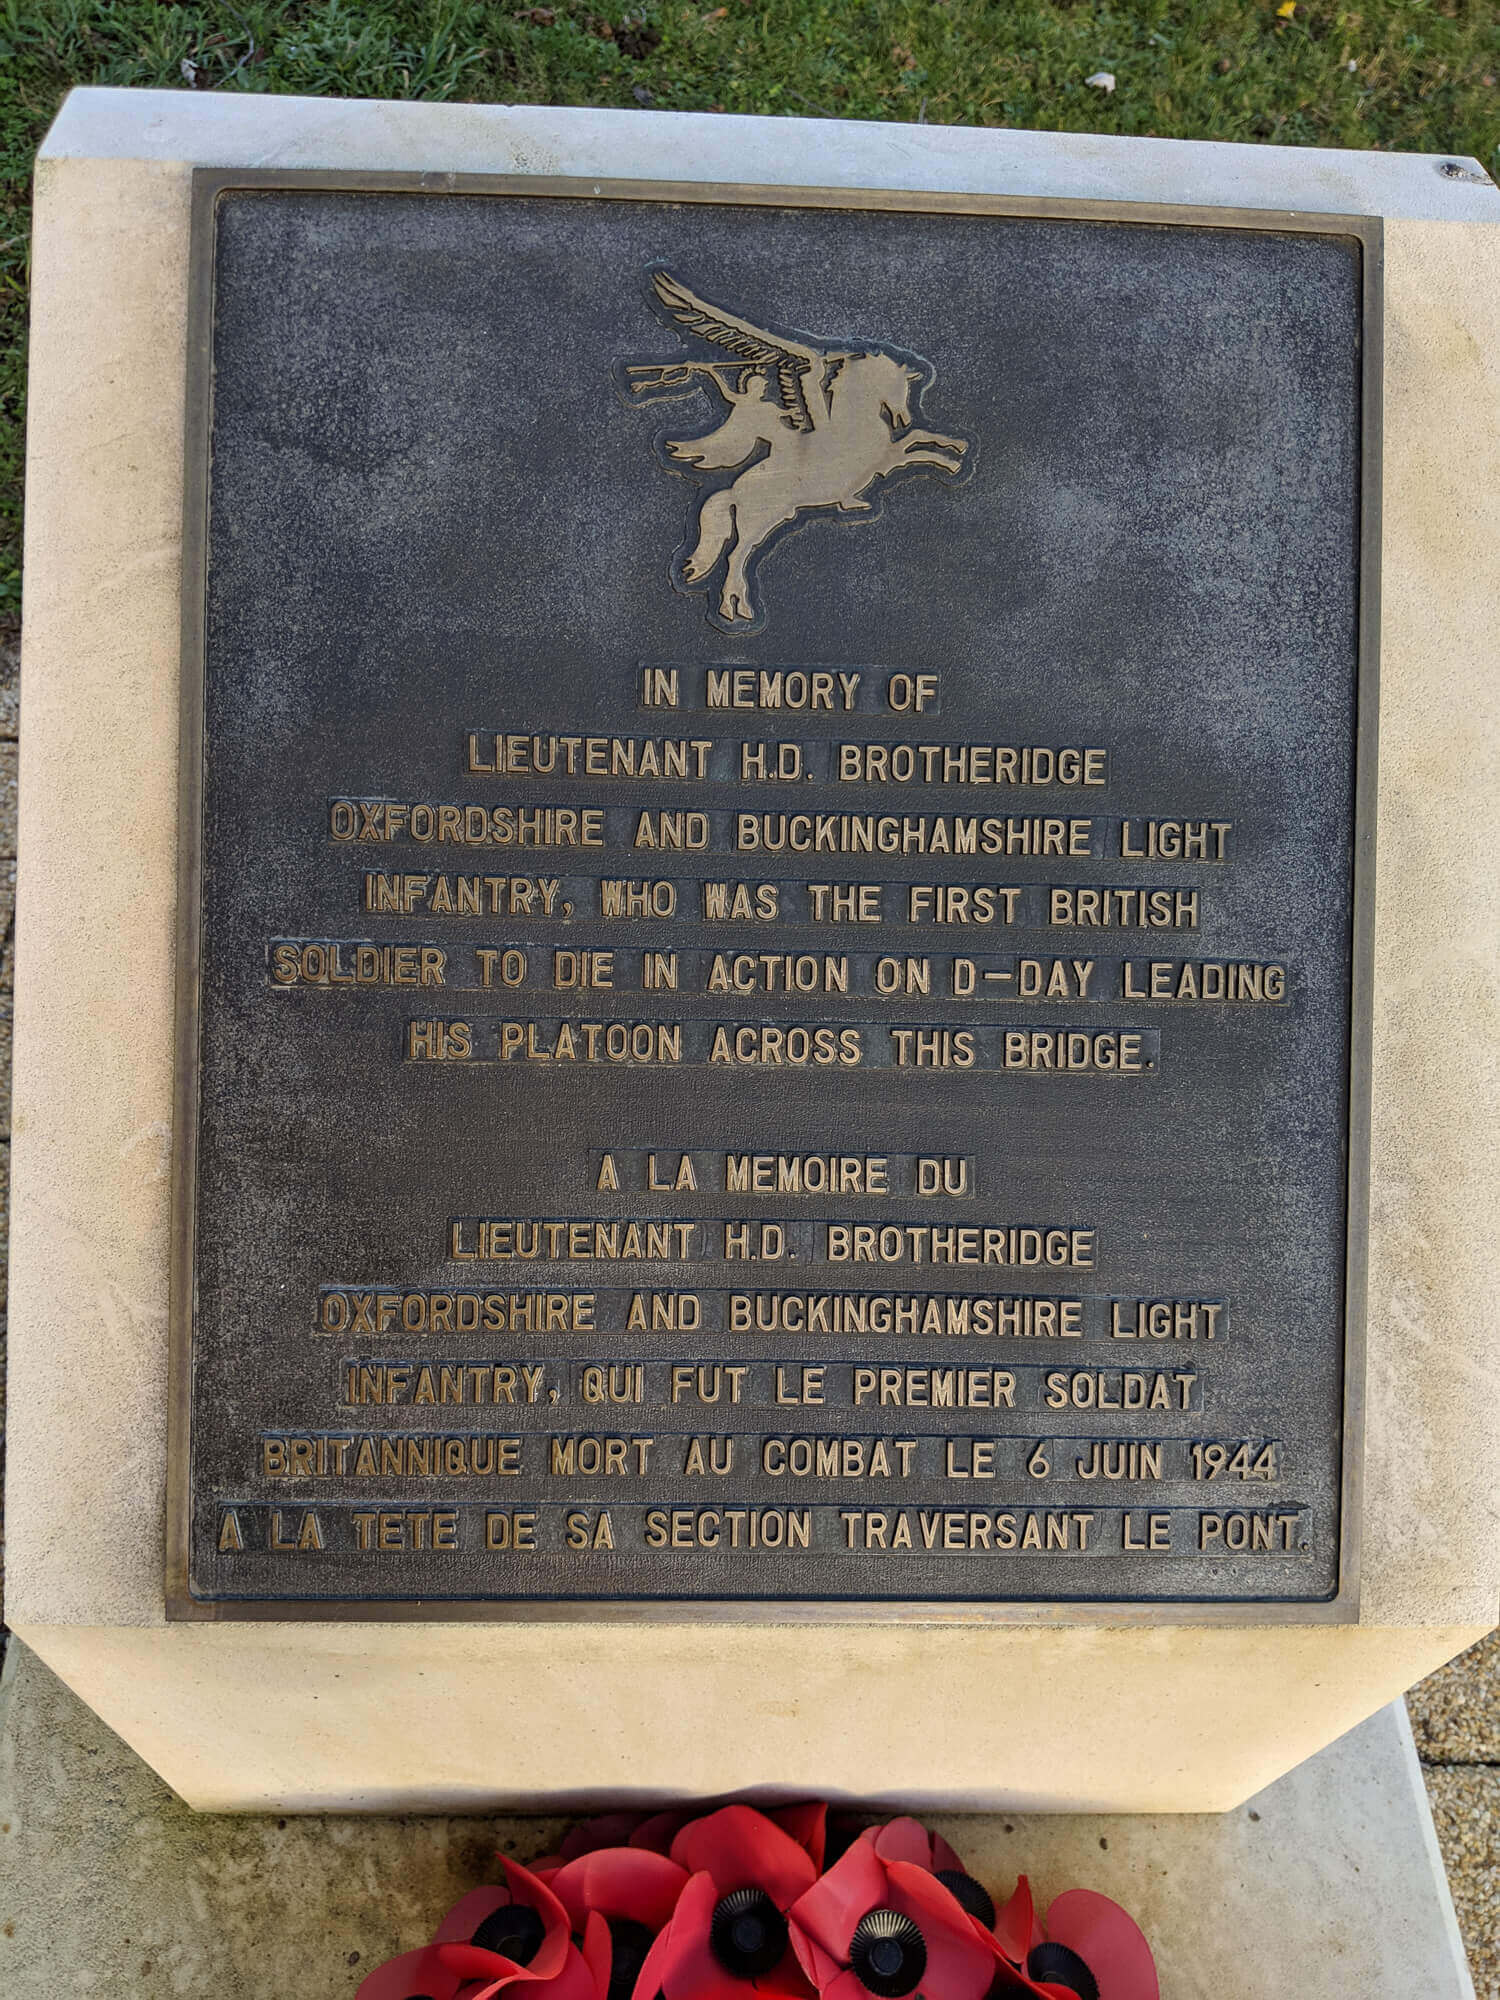 IN MEMORY OF
LIEUTENANT H.D. BROTHERIDGE
OXFORDSHIRE AND BUCKINGHAMSHIRE LIGHT
INFANTRY, WHO WAS THE FIRST BRITISH
SOLDIER TO DIE IN ACTION ON D-DAY LEADING
HIS PLATOON ACROSS THIS BRIDGE.
A LA MEMOIRE DU
LIEUTENANT H.D. BROTHERIDGE
OXFORDSHIRE AND BUCKINGHAMSHIRE LIGHT
INFANTRY, QUI FUT LE PREMIER SOLDAT
BRITANNIQUE MORT AU COMBAT LE 6 JUIN 1944
A LA TETE DE SA SECTION TRAVERSANT LE PONT.